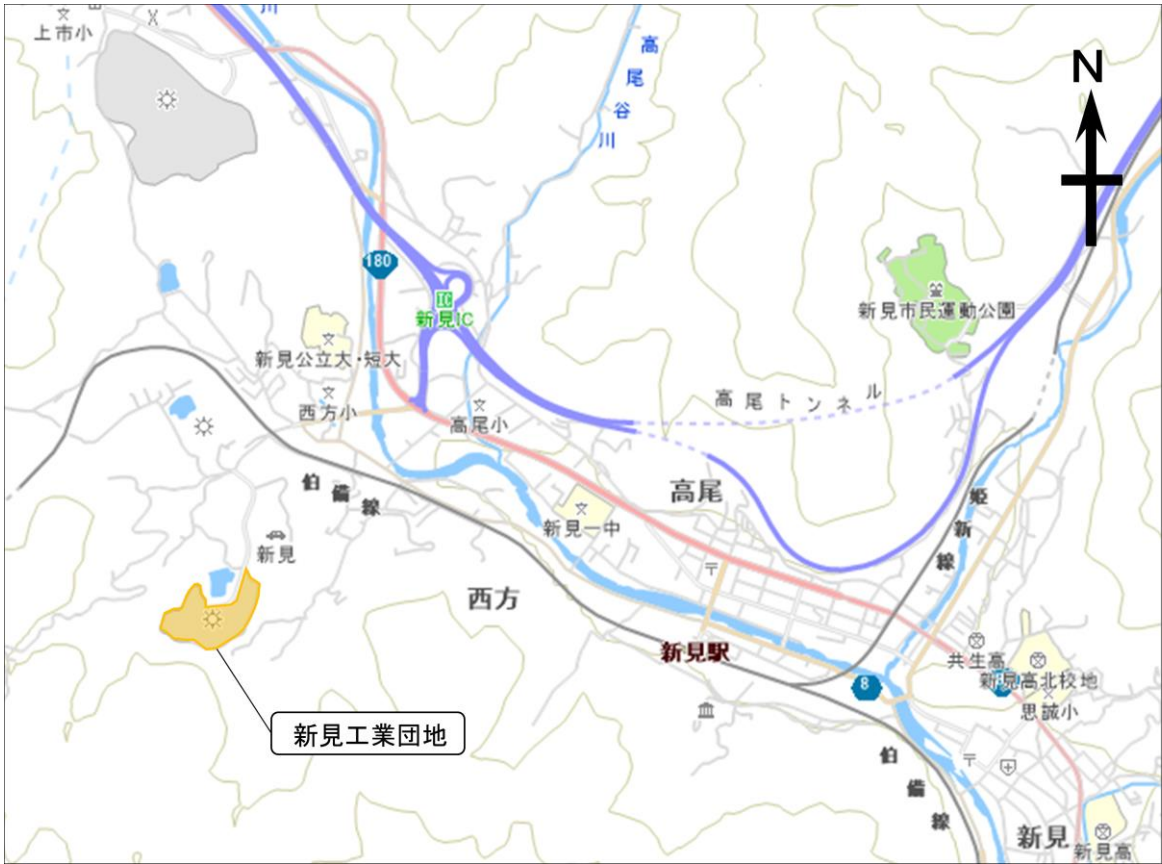 上市小
川
高尾谷川
N
180
IC
新見IC
新見市民運動公園
新見公立大・短大
高尾トンネル
西方小
高尾小
伯備線
高尾
姫新線
新見一中
新見
西方
新見駅
共生高
8
新見高北校地
思誠小
新見工業団地
伯備線
新見
新見高